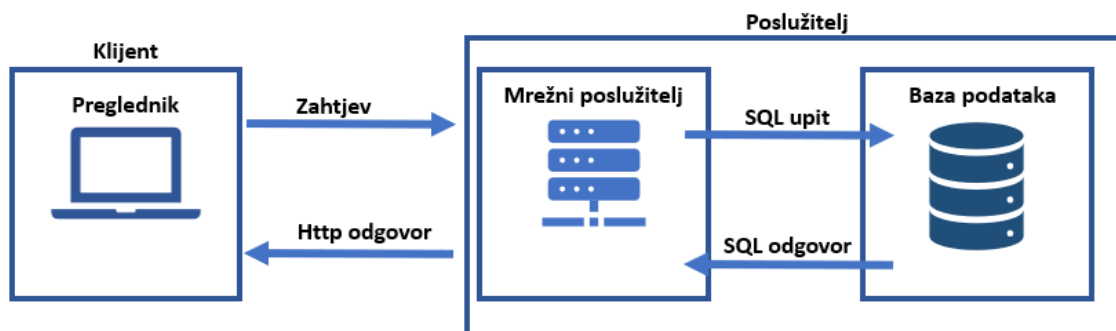 Poslužitelj
Klijent
Preglednik
Zahtjev
Http odgovor
Mrežni poslužitelj
SQL upit
SQL odgovor
Baza podataka